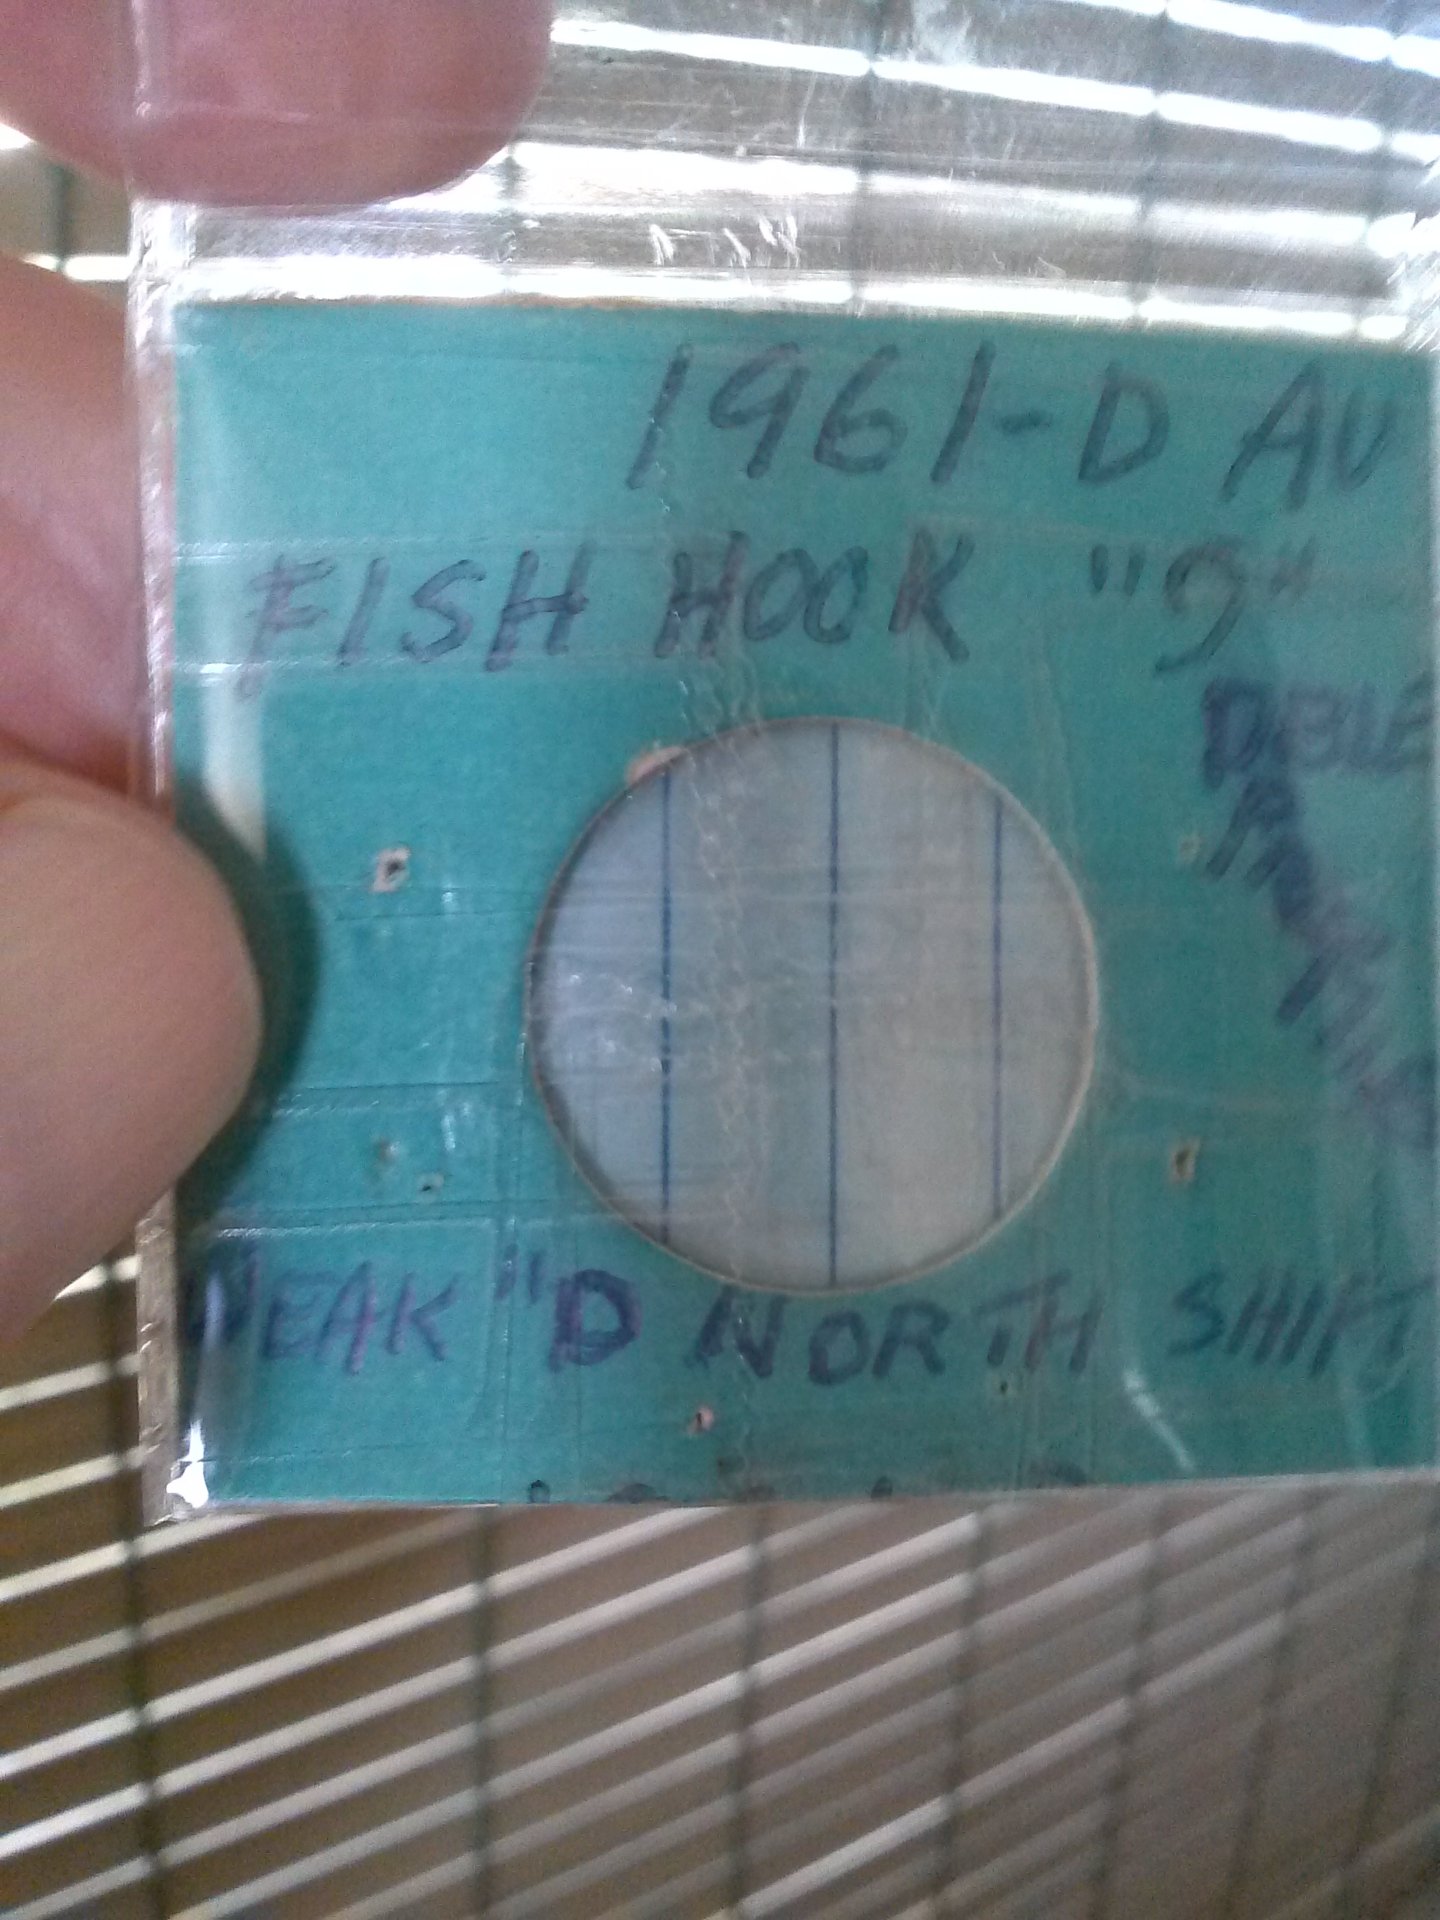 1961-D AU
FISH HOOK "9"
DBLE
WEAK "D NORTH SHIFT